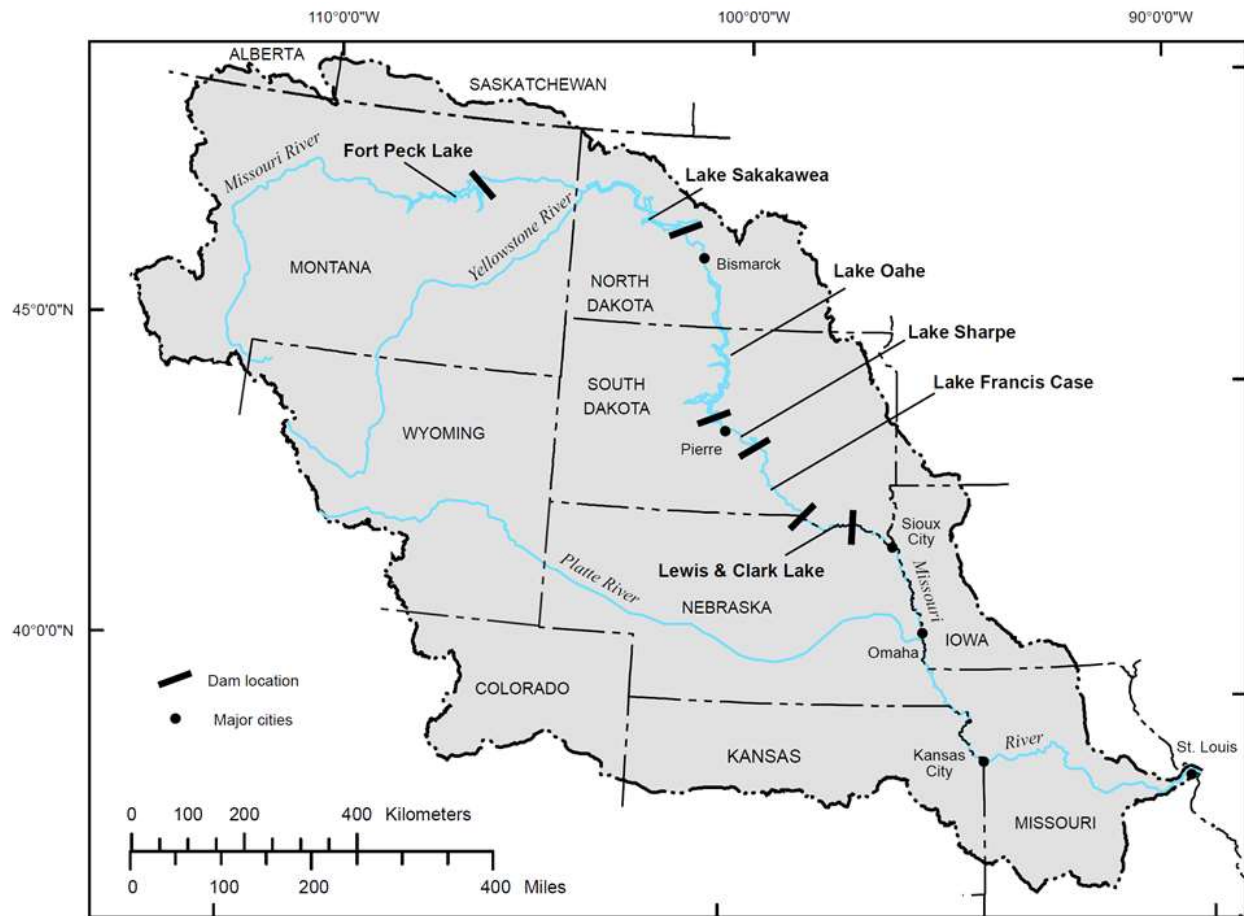 110°0'0"W
100°0'0"W
90°0'0"W
ALBERTA
SASKATCHEWAN
Missouri River
Fort Peck Lake
Lake Sakakawea
Yellowstone River
MONTANA
Bismarck
NORTH
DAKOTA
Lake Oahe
45°0'0"N
Lake Sharpe
SOUTH
DAKOTA
Lake Francis Case
WYOMING
Pierre
Sioux
City
Lewis & Clark Lake
Missouri
Platte River
NEBRASKA
40°0'0"N
IOWA
Omaha
Dam location
COLORADO
Major cities
KANSAS
Kansas
City
River
St. Louis
MISSOURI
0 100 200 400 Kilometers
0 100 200 400 Miles